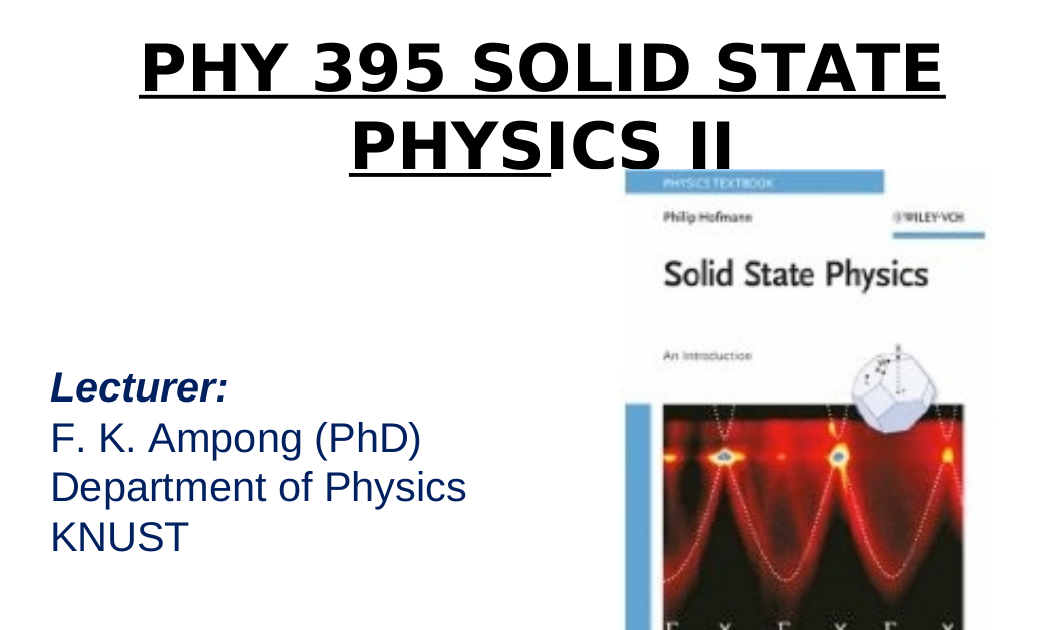 PHY 395 SOLID STATE
PHYSICS II
PHYSICS TEXTBOOK
Philip Hofmann
WILEY-VCH
Solid State Physics
An Introduction
Lecturer:
F. K. Ampong (PhD)
Department of Physics
KNUST